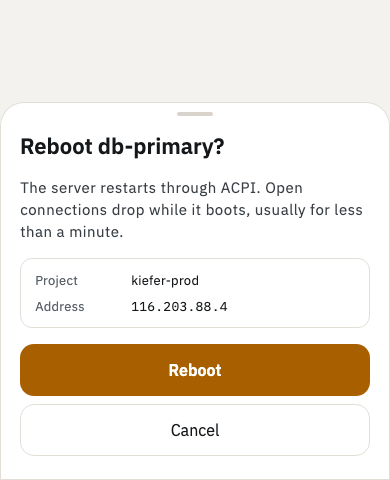 Reboot db-primary?
The server restarts through ACPI. Open
connections drop while it boots, usually for less
than a minute.
Project kiefer-prod
Address 116.203.88.4
Reboot
Cancel